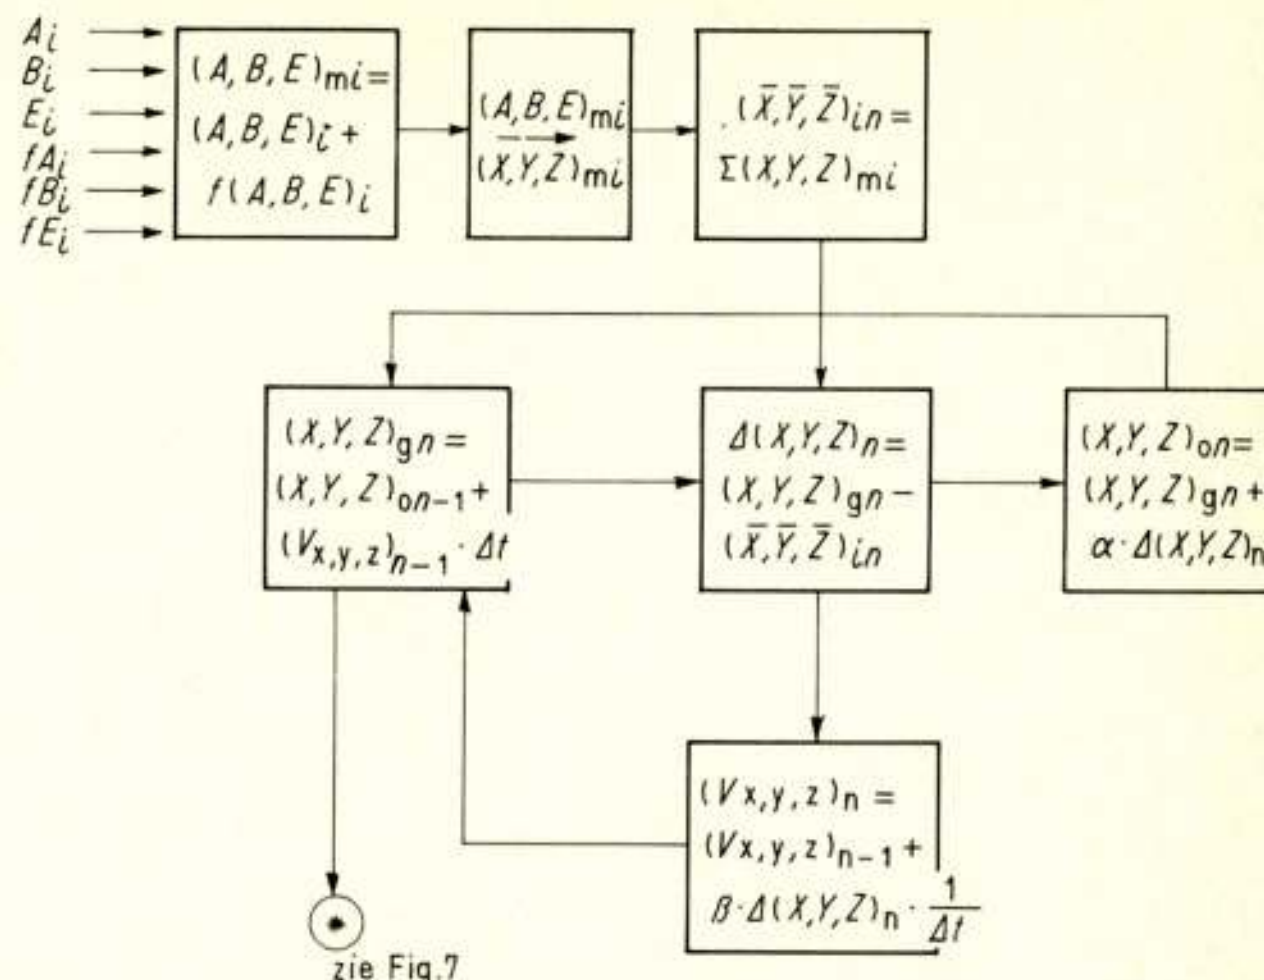 Ai
Bi
Ei
fAi
fBi
fEi
(A,B,E)mi=
(A,B,E)i+
f(A,B,E)i
(A,B,E)mi
(X,Y,Z)mi
(X̄,Ȳ,Z̄)in=
Σ(X,Y,Z)mi
(X,Y,Z)gn=
(X,Y,Z)on-1+
(Vx,y,z)n-1·Δt
Δ(X,Y,Z)n=
(X,Y,Z)gn-
(X̄,Ȳ,Z̄)in
(X,Y,Z)on=
(X,Y,Z)gn+
α·Δ(X,Y,Z)n
(Vx,y,z)n=
(Vx,y,z)n-1+
β·Δ(X,Y,Z)n·1/Δt
zie Fig.7